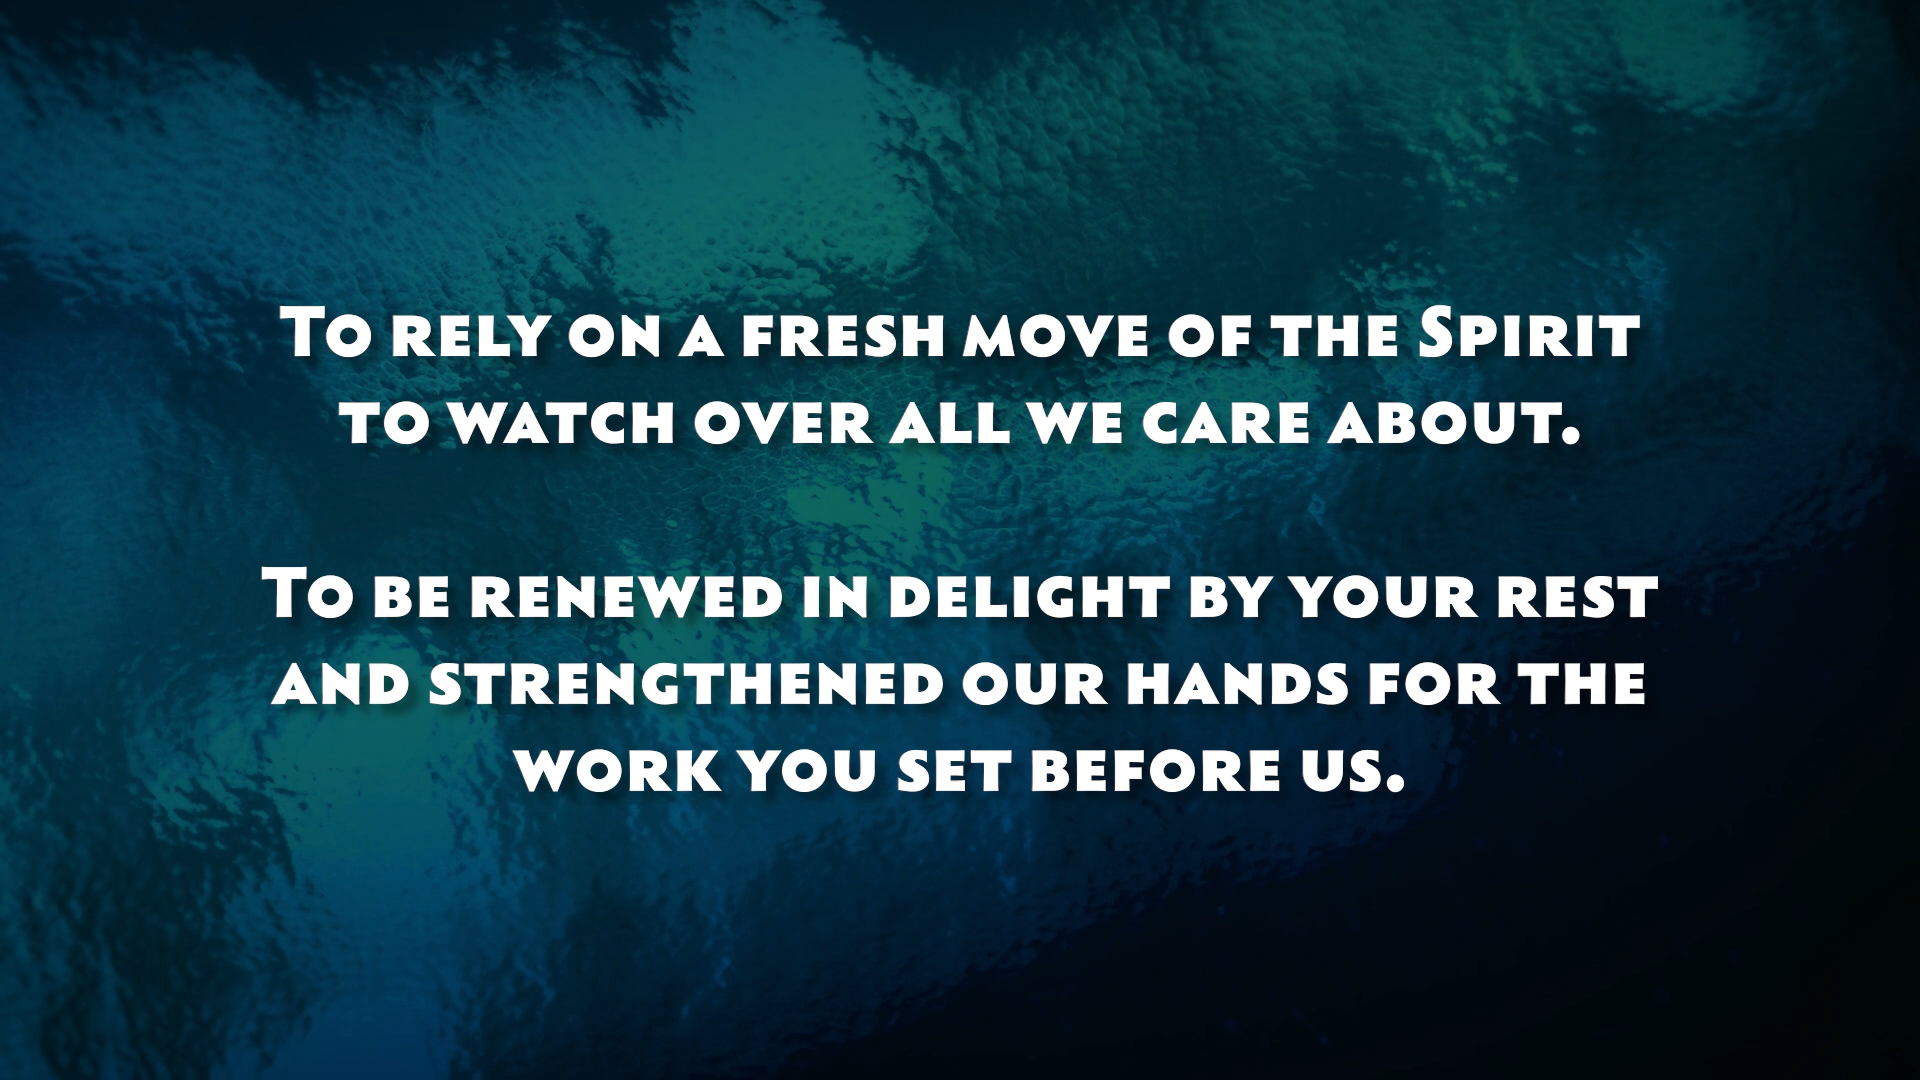 To rely on a fresh move of the Spirit
to watch over all we care about.
To be renewed in delight by your rest
and strengthened our hands for the
work you set before us.